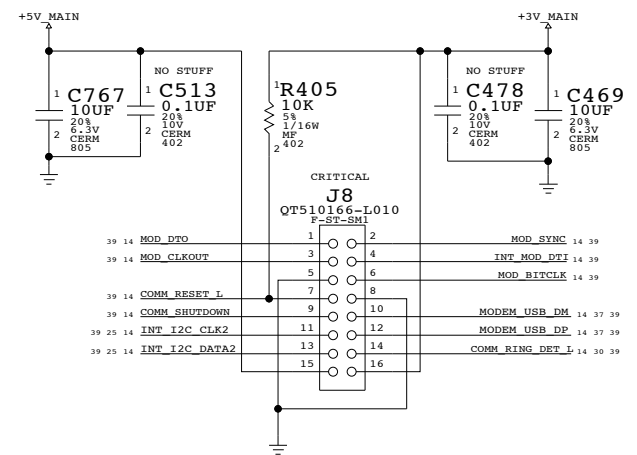 +5V_MAIN
+3V_MAIN
1 C767
10UF
20%
6.3V
2 CERM
805
NO STUFF
1 C513
0.1UF
20%
10V
2 CERM
402
1 R405
10K
5%
1/16W
MF
2 402
NO STUFF
1 C478
0.1UF
20%
10V
2 CERM
402
1 C469
10UF
20%
6.3V
2 CERM
805
CRITICAL
J8
QT510166-L010
F-ST-SM1
39 14 MOD_DTO 1 2 MOD_SYNC 14 39
39 14 MOD_CLKOUT 3 4 INT_MOD_DTI 14 39
5 6 MOD_BITCLK 14 39
39 14 COMM_RESET_L 7 8
39 14 COMM_SHUTDOWN 9 10 MODEM_USB_DM 14 37 39
39 25 14 INT_I2C_CLK2 11 12 MODEM_USB_DP 14 37 39
39 25 14 INT_I2C_DATA2 13 14 COMM_RING_DET_L 14 30 39
15 16